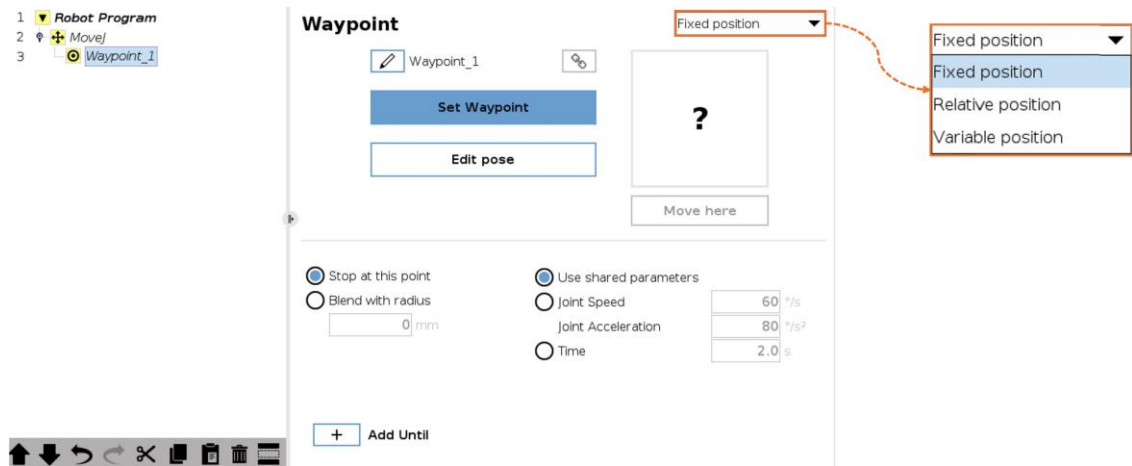 1 Robot Program
2 MoveJ
3 Waypoint_1
Waypoint
Fixed position
Waypoint_1
Set Waypoint
Edit pose
?
Move here
Stop at this point
Blend with radius
0 mm
Use shared parameters
Joint Speed 60 °/s
Joint Acceleration 80 °/s²
Time 2.0 s
+ Add Until
Fixed position
Fixed position
Relative position
Variable position